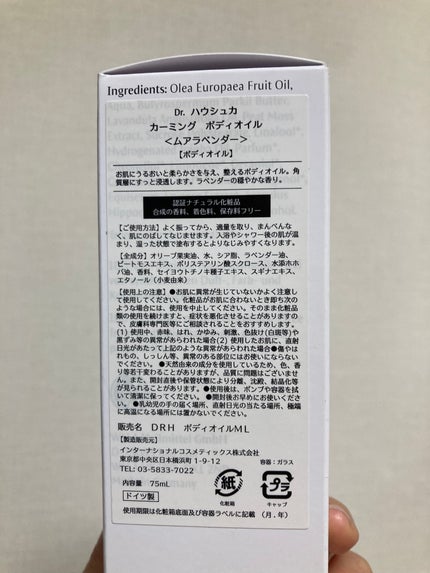 Ingredients: Olea Europaea Fruit Oil,
Aqua, Butyrospermum Parkii Butter,
Dr. ハウシュカ
カーミング ボディオイル
＜ムアラベンダー＞
【ボディオイル】
お肌にうるおいと柔らかさを与え、整えるボディオイル。角
質層にすっと浸透します。ラベンダーの穏やかな香り。
認証ナチュラル化粧品
合成の香料、着色料、保存料フリー
【ご使用方法】よく振ってから、適量を取り、まんべんな
く、肌にのばしてなじませます。入浴やシャワー後の肌が温
まり、湿った状態で塗布するとよりなじみやすくなります。
【全成分】オリーブ果実油、水、シア脂、ラベンダー油、
ピートモスエキス、ポリステアリン酸スクロース、水添ホホ
バ油、香料、セイヨウトチノキ種子エキス、スギナエキス、
エタノール（小麦由来）
【使用上の注意】●お肌に異常が生じていないかよく注意し
て使用してください。化粧品がお肌に合わないとき即ち次の
ような場合には、使用を中止してください。そのまま化粧品
類の使用を続けますと、症状を悪化させることがありますの
で、皮膚科専門医等にご相談されることをおすすめします。
(1) 使用中、赤味、はれ、かゆみ、刺激、色抜け(白斑等)や
黒ずみ等の異常があらわれた場合(2) 使用したお肌に、直射
日光があたって上記のような異常があらわれた場合●傷やは
れもの、しっしん等、異常のある部位にはお使いにならないで
ください。●天然由来の成分を使用しているため、色、香
り等若干変わることがありますが、品質に問題はございませ
ん。また、開封直後や保管状態により分離、沈殿、結晶化等
が見られることがあります。●使用後は、ポンプや容器を拭
いて清潔に保ってください。●開封後お早めにお使いくださ
い。●乳幼児の手の届く場所、直射日光の当たる場所、極端
に高温になる場所には置かないでください。
販売名 DRH ボディオイルML
【製造販売元】
インターナショナルコスメティックス株式会社
東京都中央区日本橋浜町 1-9-12
TEL: 03-5833-7022
容器：ガラス
内容量 75mL
紙
化粧箱
プラ
キャップ
ドイツ製
使用期限は化粧箱底面及び容器ラベルに記載 （月．年）